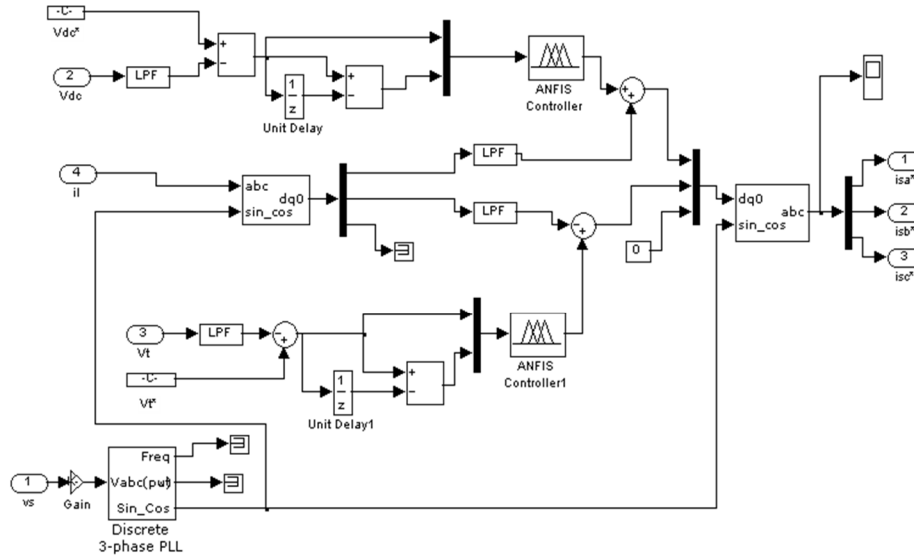 -C-
Vdc*
2
Vdc
LPF
+
−
1
z
Unit Delay
+
−
ANFIS
Controller
+
+
4
il
abc
sin_cos
dq0
LPF
LPF
−
+
0
dq0
sin_cos
abc
1
isa*
2
isb*
3
isc*
3
Vt
LPF
−
+
-C-
Vt*
1
z
Unit Delay1
+
−
ANFIS
Controller1
1
vs
Gain
Freq
Vabc(pu)
wt
Sin_Cos
Discrete
3-phase PLL